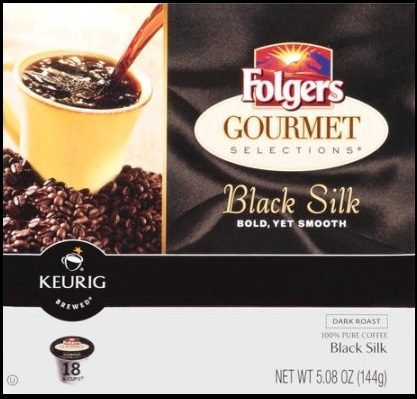 Folgers
GOURMET
SELECTIONS®
Black Silk
BOLD, YET SMOOTH
KEURIG
BREWED®
DARK ROAST
100% PURE COFFEE
Black Silk
18
K-CUPS®
U
NET WT 5.08 OZ (144g)